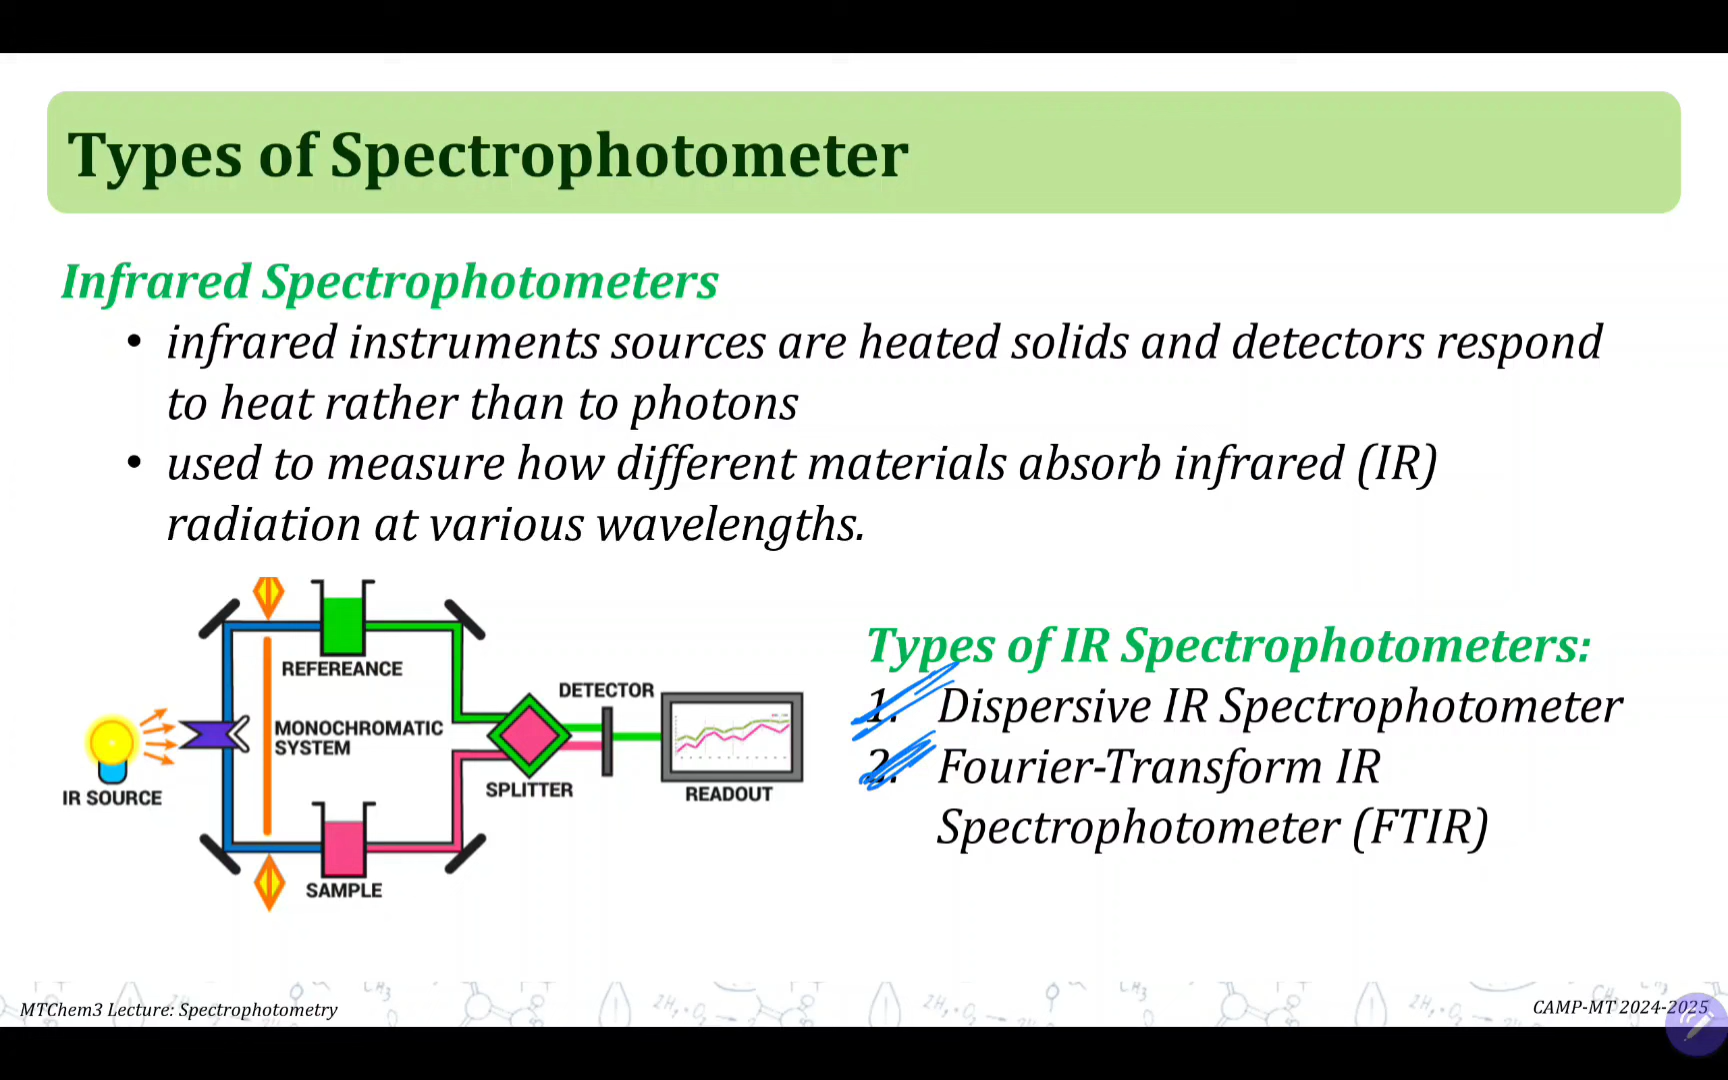 Types of Spectrophotometer
Infrared Spectrophotometers
• infrared instruments sources are heated solids and detectors respond
to heat rather than to photons
• used to measure how different materials absorb infrared (IR)
radiation at various wavelengths.
REFEREANCE
MONOCHROMATIC
SYSTEM
IR SOURCE
SAMPLE
SPLITTER
DETECTOR
READOUT
Types of IR Spectrophotometers:
1. Dispersive IR Spectrophotometer
2. Fourier-Transform IR
Spectrophotometer (FTIR)
MTChem3 Lecture: Spectrophotometry
CAMP-MT 2024-2025